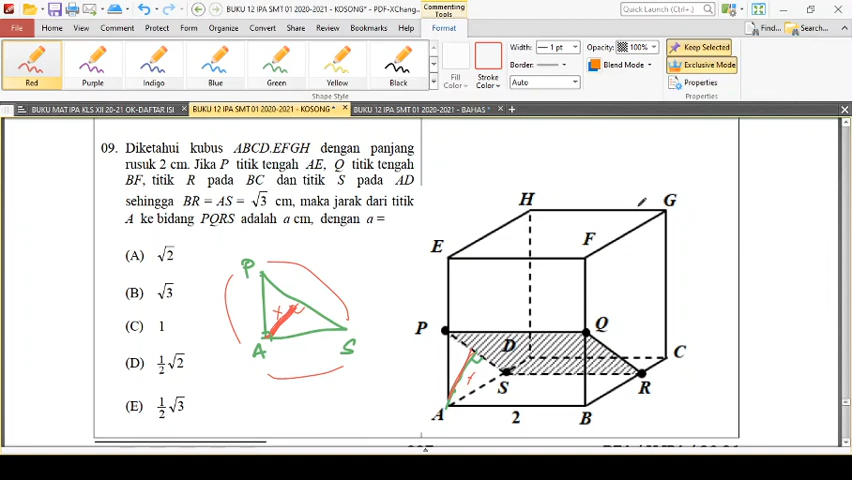 BUKU 12 IPA SMT 01 2020-2021 - KOSONG* - PDF-XChang
Commenting Tools
Quick Launch (Ctrl+.)
File
Home
View
Comment
Protect
Form
Organize
Convert
Share
Review
Bookmarks
Help
Format
Find...
Search...
Red
Purple
Indigo
Blue
Green
Yellow
Black
Shape Style
Fill Color
Stroke Color
Width: 1 pt
Border:
Auto
Opacity: 100%
Blend Mode
Keep Selected
Exclusive Mode
Properties
Properties
BUKU MAT IPA KLS XII 20-21 OK-DAFTAR ISI
BUKU 12 IPA SMT 01 2020-2021 - KOSONG *
BUKU 12 IPA SMT 01 2020-2021 - BAHAS *
09. Diketahui kubus ABCD.EFGH dengan panjang
rusuk 2 cm. Jika P titik tengah AE, Q titik tengah
BF, titik R pada BC dan titik S pada AD
sehingga BR = AS = √3 cm, maka jarak dari titik
A ke bidang PQRS adalah a cm, dengan a =
(A) √2
(B) √3
(C) 1
(D) 1/2 √2
(E) 1/2 √3
P
A
S
H
G
E
F
P
Q
D
C
S
R
A
2
B